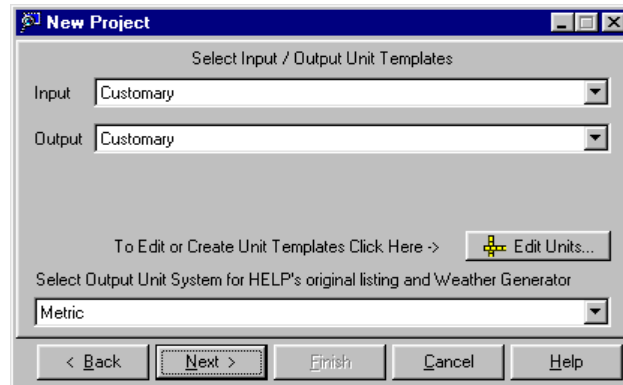 New Project
Select Input / Output Unit Templates
Input Customary
Output Customary
To Edit or Create Unit Templates Click Here -> Edit Units...
Select Output Unit System for HELP's original listing and Weather Generator
Metric
< Back Next > Finish Cancel Help